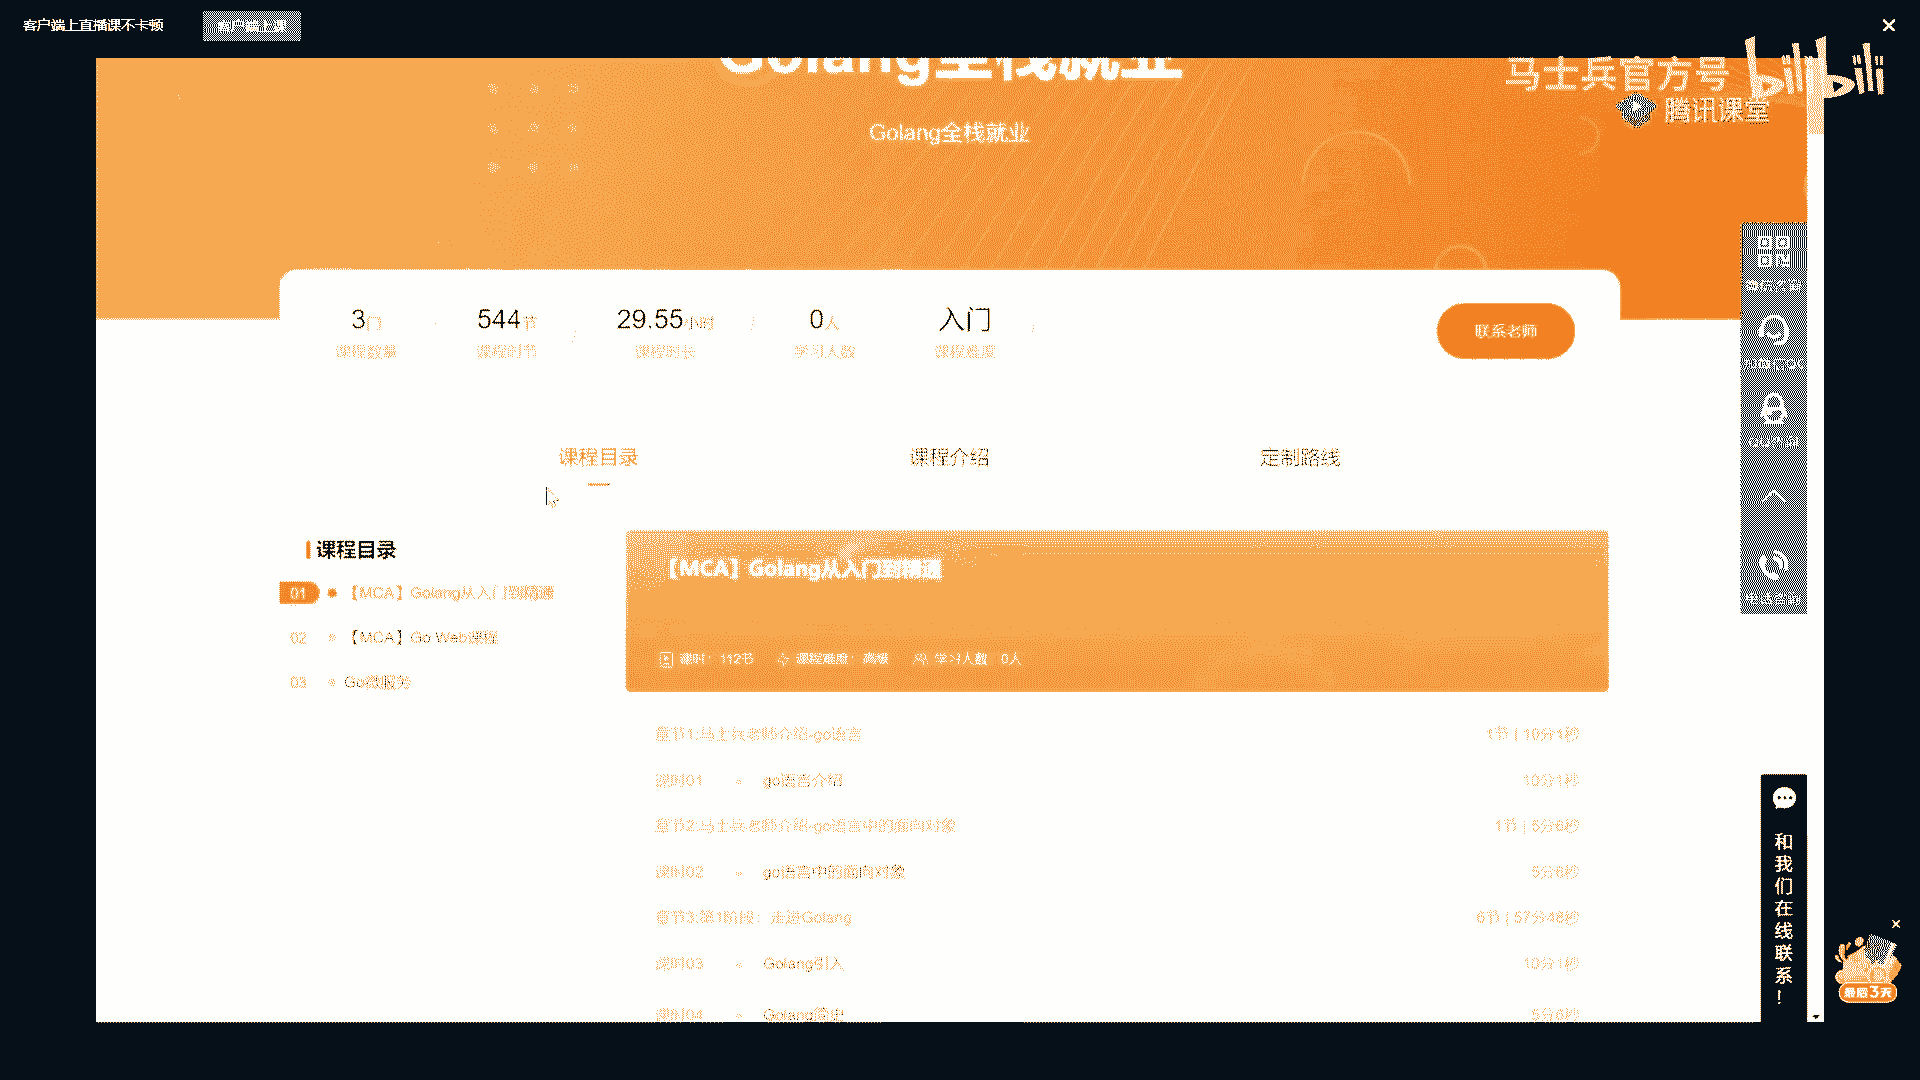 客户端上直播课不卡顿
客户端上课
马士兵官方号 bilibili
腾讯课堂
Golang全栈就业
Golang全栈就业
3门
课程数量
544节
课程时节
29.55小时
课程时长
0人
学习人数
入门
课程难度
联系老师
课程目录
课程介绍
定制路线
课程目录
01 【MCA】Golang从入门到精通
02 【MCA】Go Web课程
03 Go微服务
【MCA】Golang从入门到精通
课时：112节 课程难度：高级 学习人数 0人
章节1:马士兵老师介绍-go语言 1节 | 10分1秒
课时01 go语言介绍 10分1秒
章节2:马士兵老师介绍-go语言中的面向对象 1节 | 5分6秒
课时02 go语言中的面向对象 5分6秒
章节3:第1阶段：走进Golang 6节 | 57分48秒
课时03 Golang引入 10分1秒
课时04 Golang简史 5分6秒
和我们在线联系！
最后3天